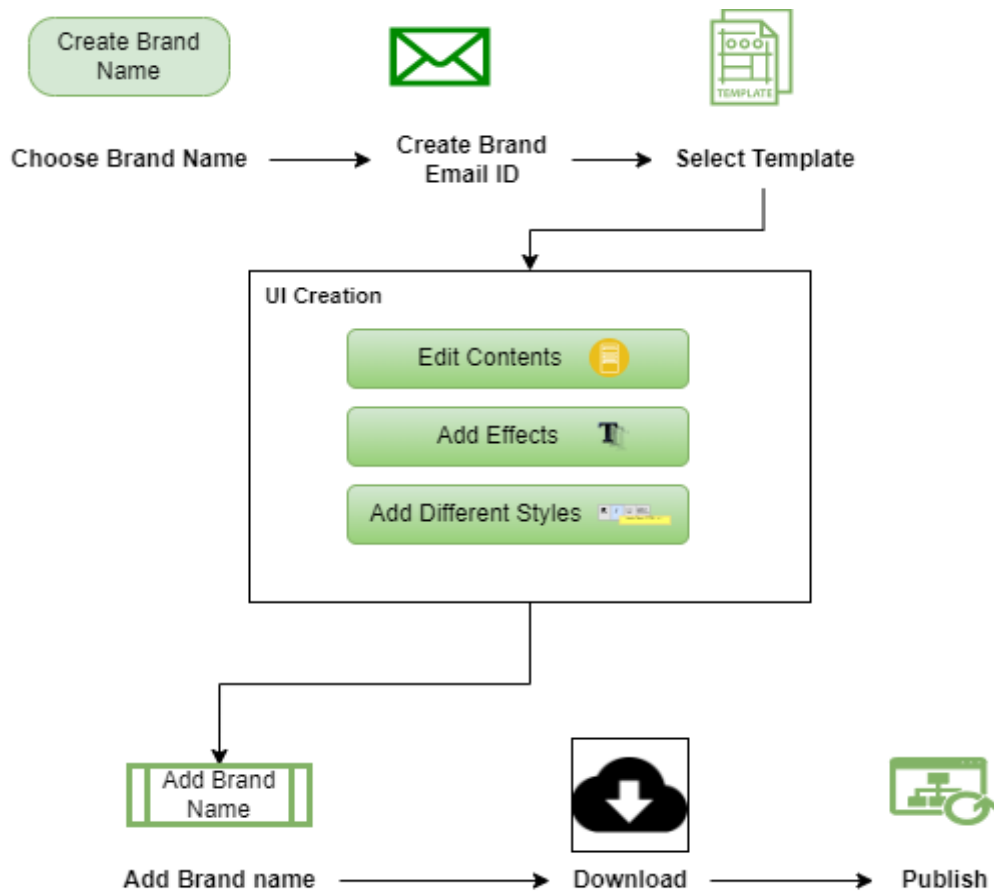 Create Brand
Name
TEMPLATE
Choose Brand Name
Create Brand
Email ID
Select Template
UI Creation
Edit Contents
Add Effects
T
Add Different Styles
Add Brand
Name
Add Brand name
Download
Publish